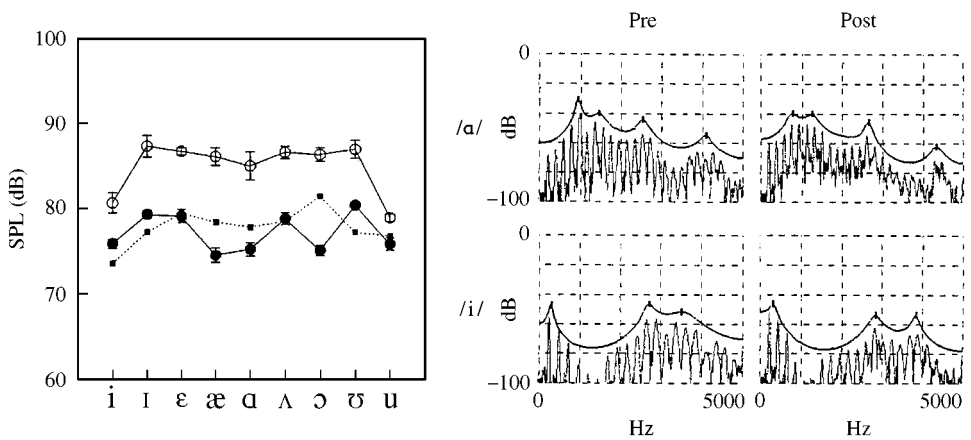 100
90
80
70
60
SPL (dB)
i ɪ ɛ æ ɑ ʌ ɔ ʊ u
Pre Post
/ɑ/ dB 0 −100
/i/ dB 0 −100
0 5000 0 5000
Hz Hz